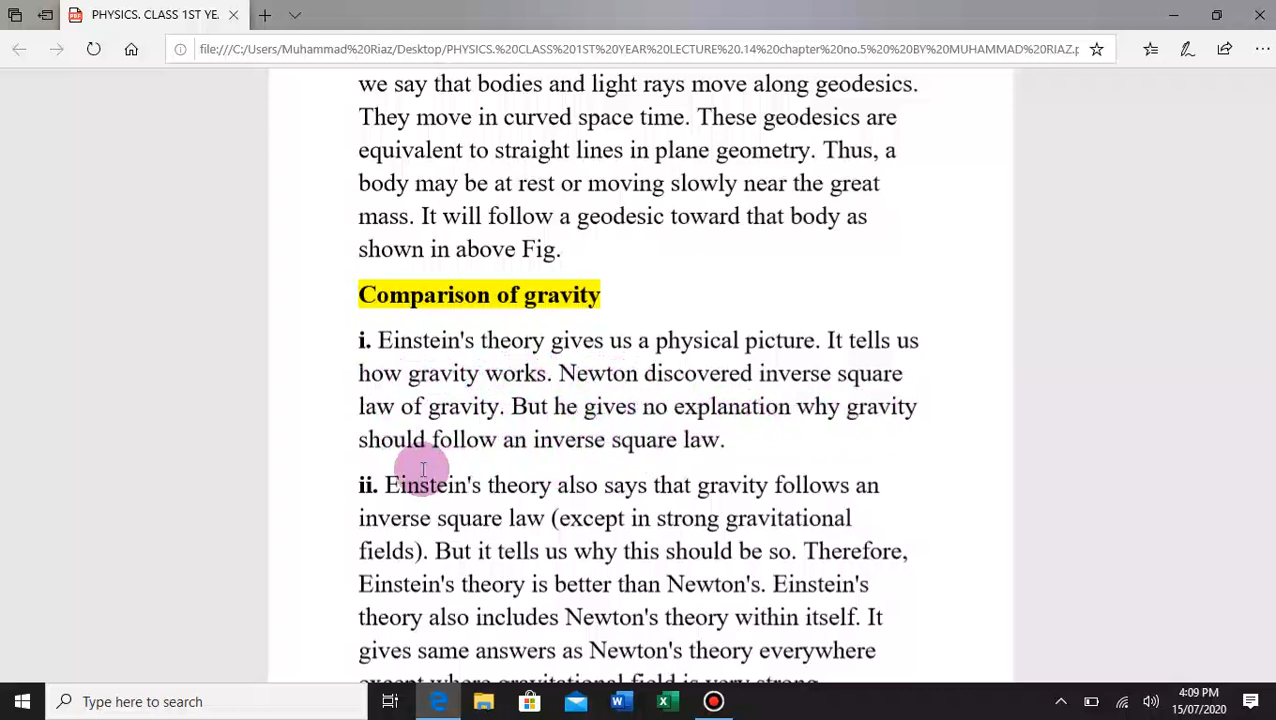 PHYSICS. CLASS 1ST YE
file:///C:/Users/Muhammad%20Riaz/Desktop/PHYSICS.%20CLASS%201ST%20YEAR%20LECTURE%20.14%20chapter%20no.5%20%20BY%20MUHAMMAD%20RIAZ.p
we say that bodies and light rays move along geodesics.
They move in curved space time. These geodesics are
equivalent to straight lines in plane geometry. Thus, a
body may be at rest or moving slowly near the great
mass. It will follow a geodesic toward that body as
shown in above Fig.
Comparison of gravity
i. Einstein's theory gives us a physical picture. It tells us
how gravity works. Newton discovered inverse square
law of gravity. But he gives no explanation why gravity
should follow an inverse square law.
ii. Einstein's theory also says that gravity follows an
inverse square law (except in strong gravitational
fields). But it tells us why this should be so. Therefore,
Einstein's theory is better than Newton's. Einstein's
theory also includes Newton's theory within itself. It
gives same answers as Newton's theory everywhere
except where gravitational field is very strong
Type here to search
4:09 PM
15/07/2020